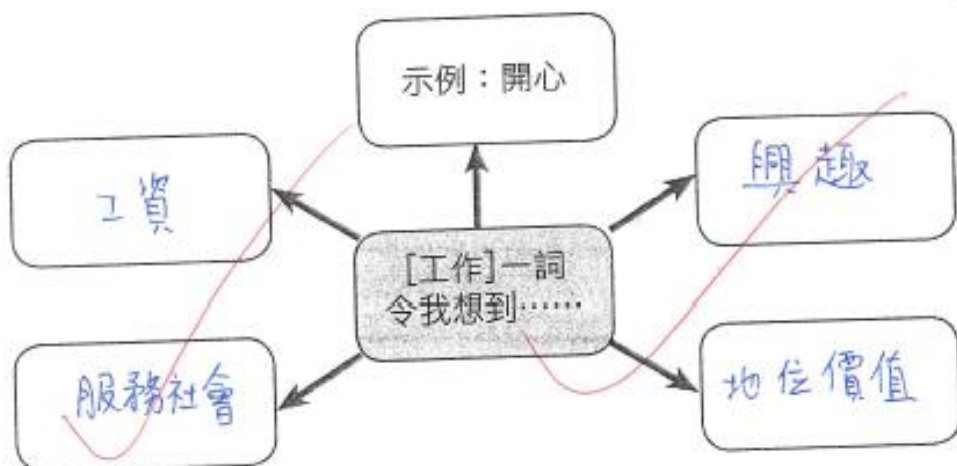 示例：開心
工資
興趣
[工作]一詞
令我想到……
服務社會
地位價值